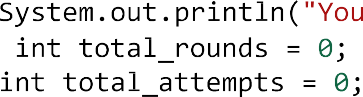 System.out.println("You
int total_rounds = 0;
int total_attempts = 0;